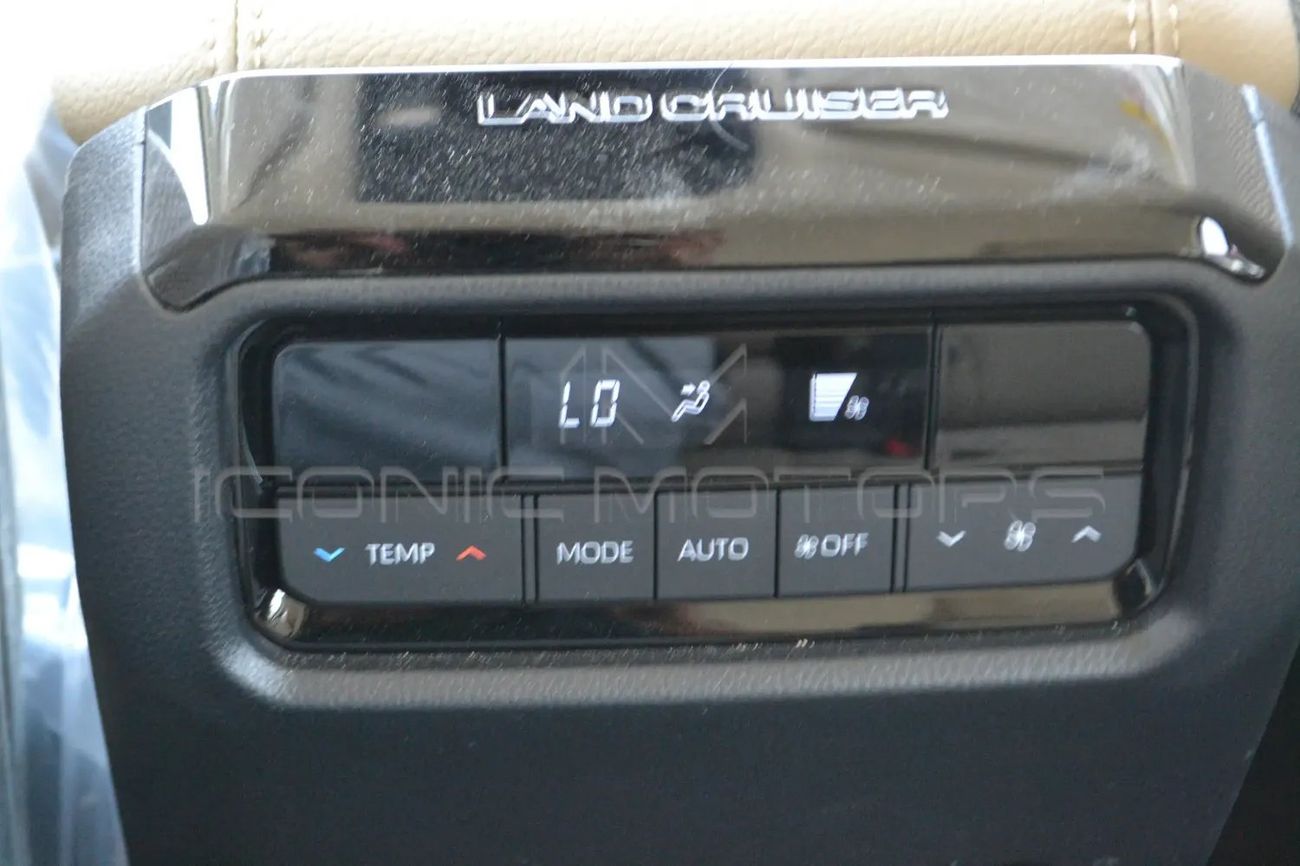 LAND CRUISER
LO
ICONIC MOTORS
TEMP MODE AUTO OFF